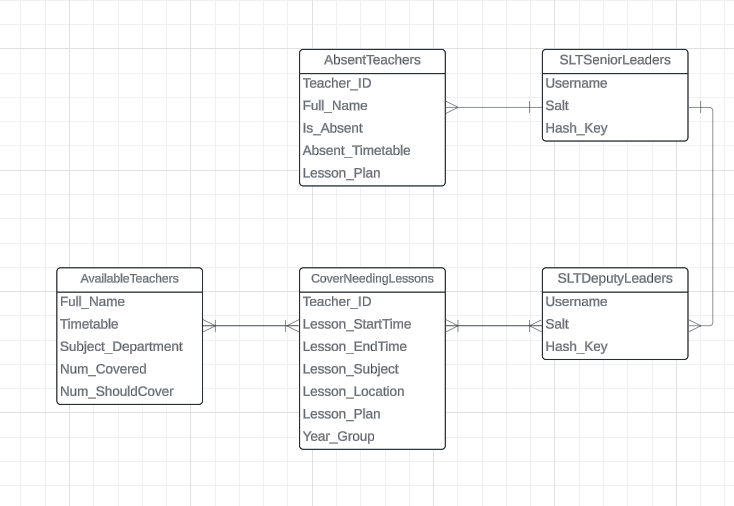 AbsentTeachers
Teacher_ID
Full_Name
Is_Absent
Absent_Timetable
Lesson_Plan
SLTSeniorLeaders
Username
Salt
Hash_Key
AvailableTeachers
Full_Name
Timetable
Subject_Department
Num_Covered
Num_ShouldCover
CoverNeedingLessons
Teacher_ID
Lesson_StartTime
Lesson_EndTime
Lesson_Subject
Lesson_Location
Lesson_Plan
Year_Group
SLTDeputyLeaders
Username
Salt
Hash_Key